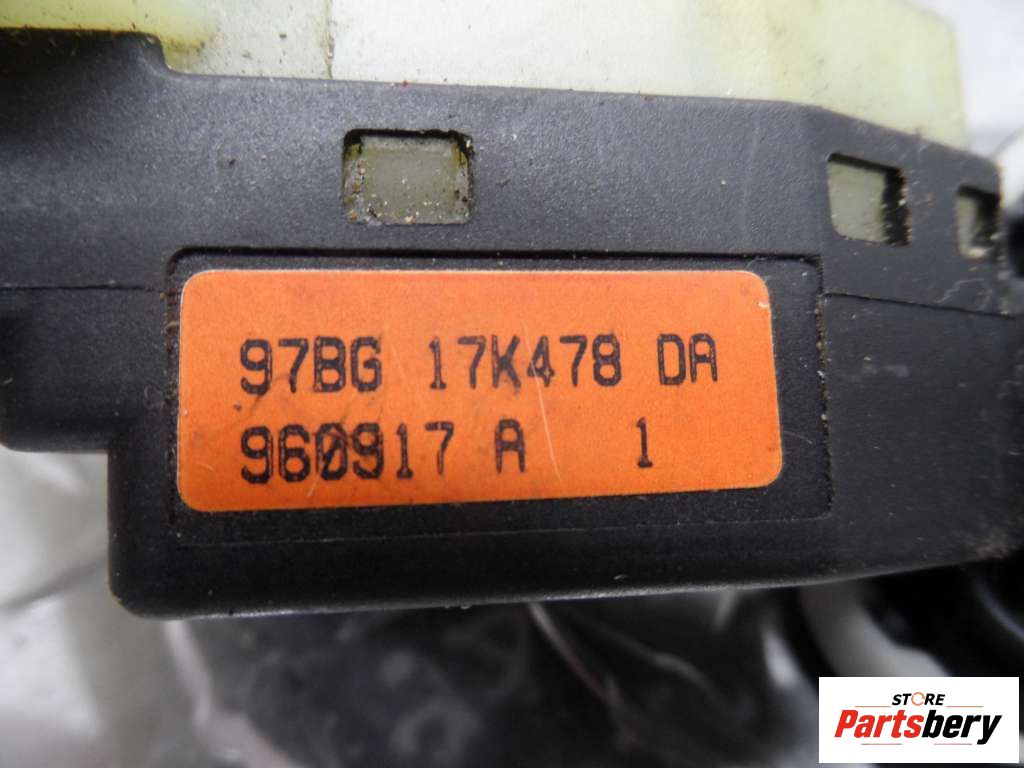 97BG 17K478 DA
960917 A 1
STORE
Partsbery